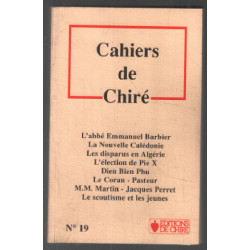 Cahiers
de
Chiré
L'abbé Emmanuel Barbier
La Nouvelle Calédonie
Les disparus en Algérie
L'élection de Pie X
Dien Bien Phu
Le Coran - Pasteur
M.M. Martin - Jacques Perret
Le scoutisme et les jeunes
N° 19
EDITIONS
DE CHIRE